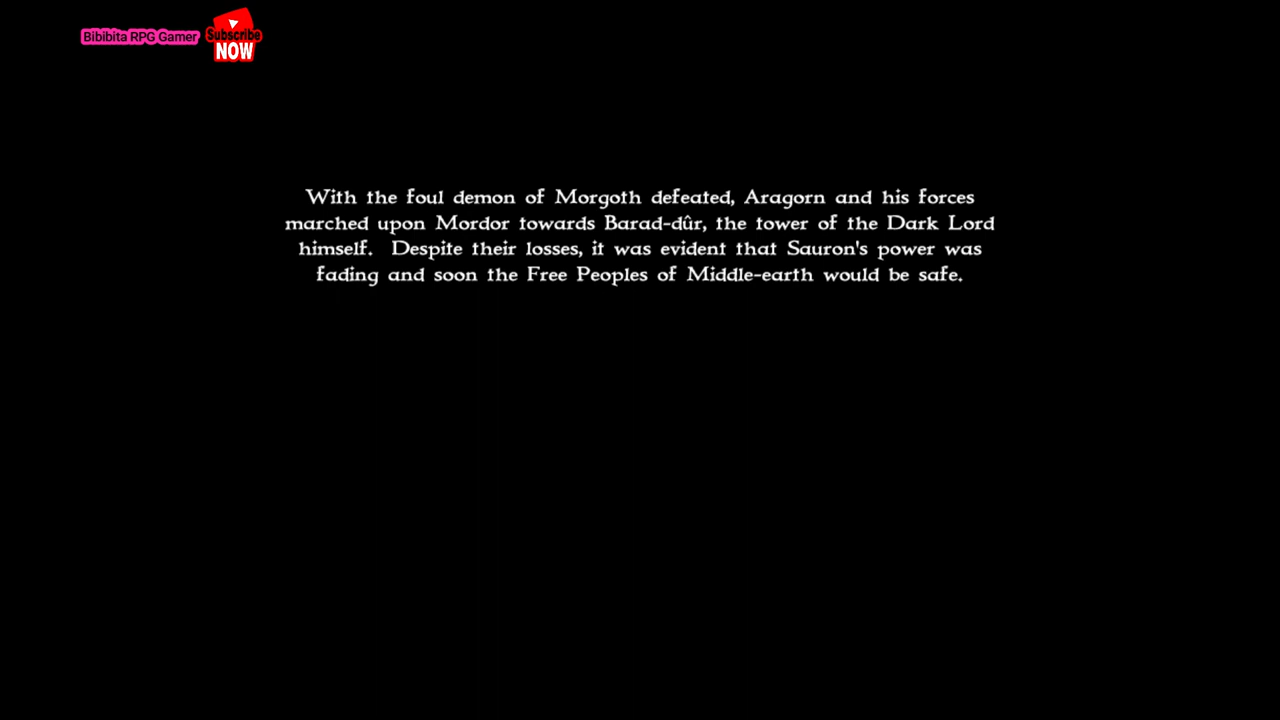 Bibibita RPG Gamer
Subscribe
NOW
With the foul demon of Morgoth defeated, Aragorn and his forces
marched upon Mordor towards Barad-dûr, the tower of the Dark Lord
himself.  Despite their losses, it was evident that Sauron's power was
fading and soon the Free Peoples of Middle-earth would be safe.